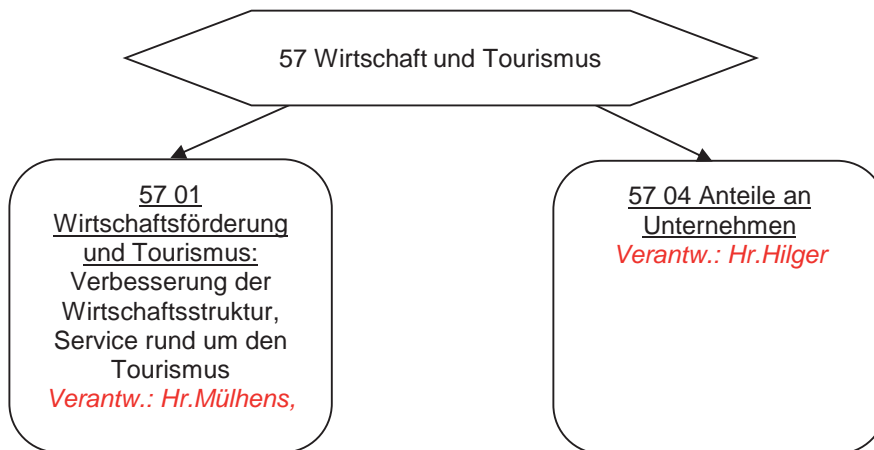 57 Wirtschaft und Tourismus
57 01
Wirtschaftsförderung
und Tourismus:
Verbesserung der
Wirtschaftsstruktur,
Service rund um den
Tourismus
Verantw.: Hr.Mülhens,
57 04 Anteile an
Unternehmen
Verantw.: Hr.Hilger